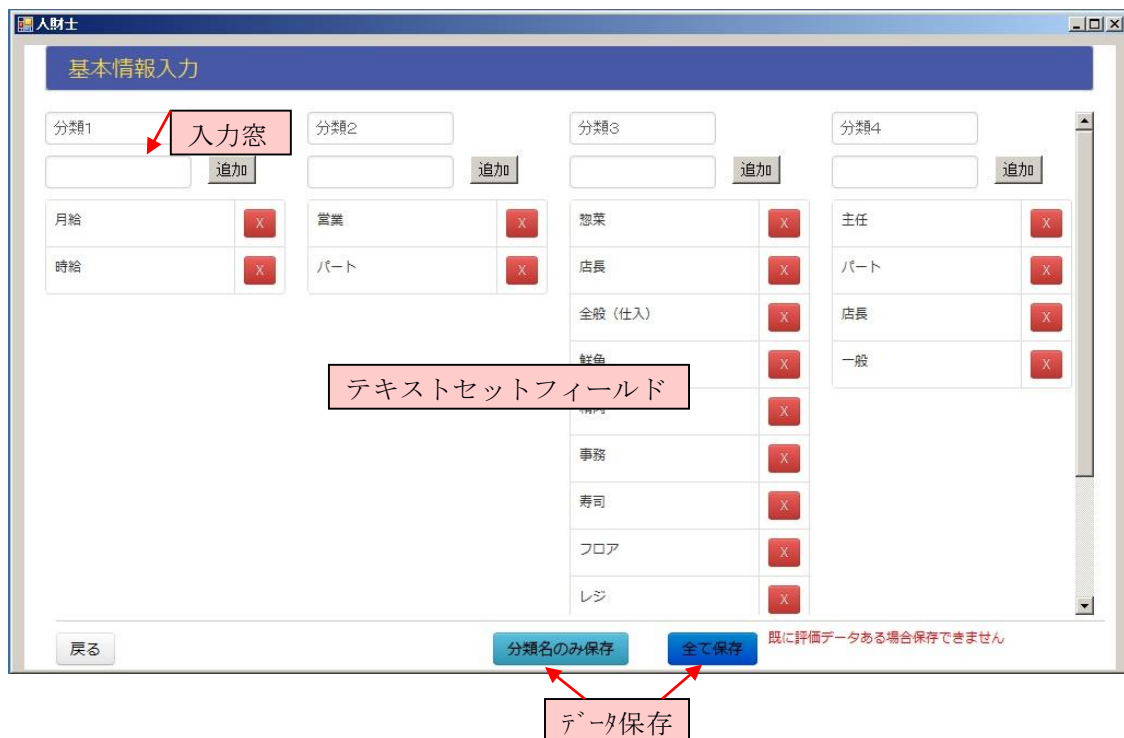 人財士
基本情報入力
分類1
入力窓
分類2
分類3
分類4
追加
追加
追加
追加
月給 X
営業 X
惣菜 X
主任 X
時給 X
パート X
店長 X
パート X
全般（仕入） X
店長 X
鮮魚 X
一般 X
テキストセットフィールド
X
事務 X
寿司 X
フロア X
レジ X
戻る
分類名のみ保存
全て保存
既に評価データある場合保存できません
ﾃﾞｰﾀ保存